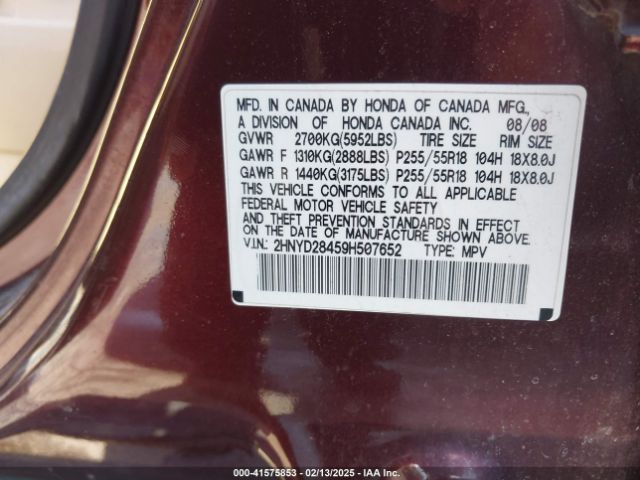 MFD. IN CANADA BY HONDA OF CANADA MFG.,
A DIVISION OF HONDA CANADA INC. 08/08
GVWR 2700KG(5952LBS) TIRE SIZE RIM SIZE
GAWR F 1310KG(2888LBS) P255/55R18 104H 18X8.0J
GAWR R 1440KG(3175LBS) P255/55R18 104H 18X8.0J
THIS VEHICLE CONFORMS TO ALL APPLICABLE
FEDERAL MOTOR VEHICLE SAFETY
AND THEFT PREVENTION STANDARDS IN EFFECT
ON THE DATE OF MANUFACTURE SHOWN ABOVE.
V.I.N.: 2HNYD28459H507652 TYPE: MPV
000-41575853 | 02/13/2025 | IAA Inc.